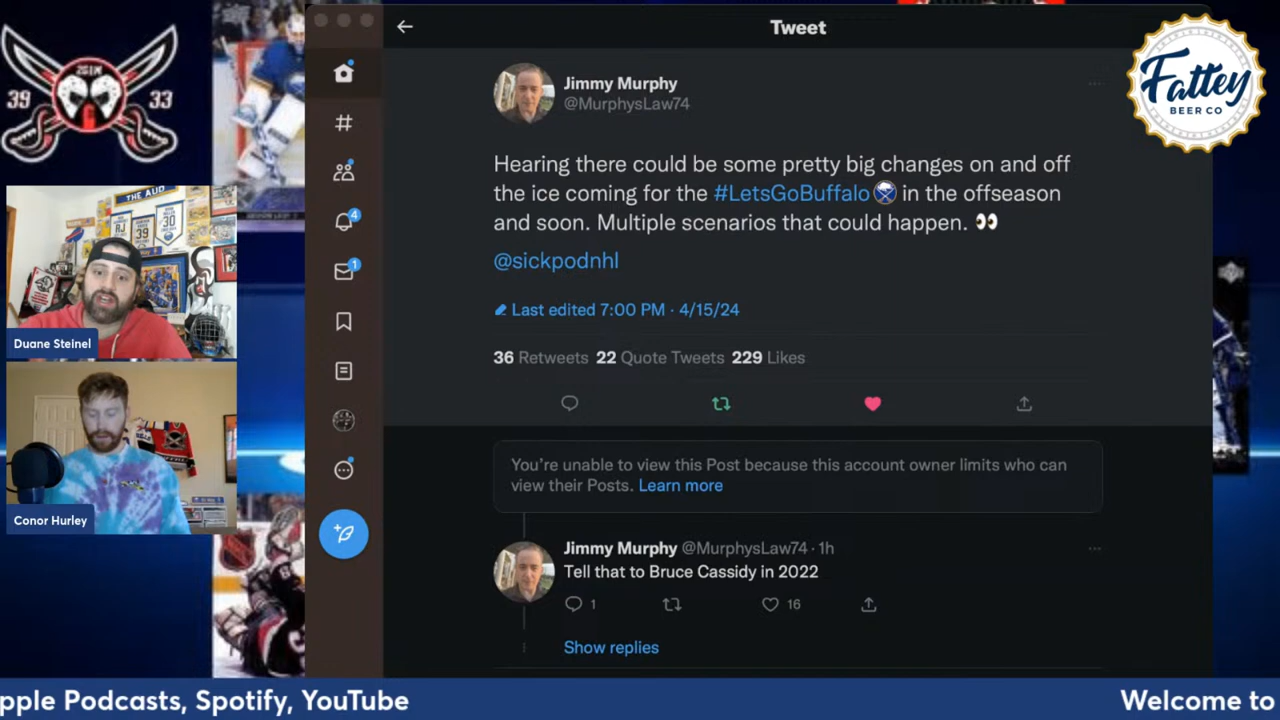 39
33
THE AUD
RJ
39
30
Duane Steinel
Conor Hurley
Tweet
Jimmy Murphy
@MurphysLaw74
Hearing there could be some pretty big changes on and off
the ice coming for the #LetsGoBuffalo in the offseason
and soon. Multiple scenarios that could happen. 👀
@sickpodnhl
Last edited 7:00 PM · 4/15/24
36 Retweets 22 Quote Tweets 229 Likes
You're unable to view this Post because this account owner limits who can
view their Posts. Learn more
Jimmy Murphy @MurphysLaw74 · 1h
Tell that to Bruce Cassidy in 2022
1
16
Show replies
4
1
Fattey
BEER CO
pple Podcasts, Spotify, YouTube
Welcome to